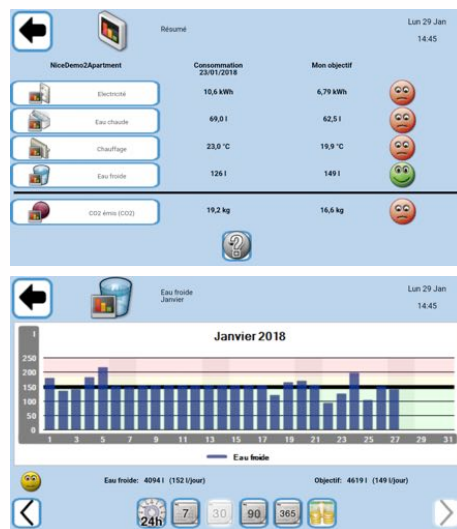 Résumé
Lun 29 Jan
14:45
NiceDemo2Apartment
Consommation
23/01/2018
Mon objectif
Electricité
10,6 kWh
6,79 kWh
Eau chaude
69,0 l
62,5 l
Chauffage
23,0 °C
19,9 °C
Eau froide
126 l
149 l
CO2 émis (CO2)
19,2 kg
16,6 kg
Eau froide
Janvier
Lun 29 Jan
14:45
Janvier 2018
l
250
200
150
100
50
0
1 3 5 7 9 11 13 15 17 19 21 23 25 27 29 31
Eau froide
Eau froide: 4094 l (152 l/jour)
Objectif: 4619 l (149 l/jour)
24h 7 30 90 365